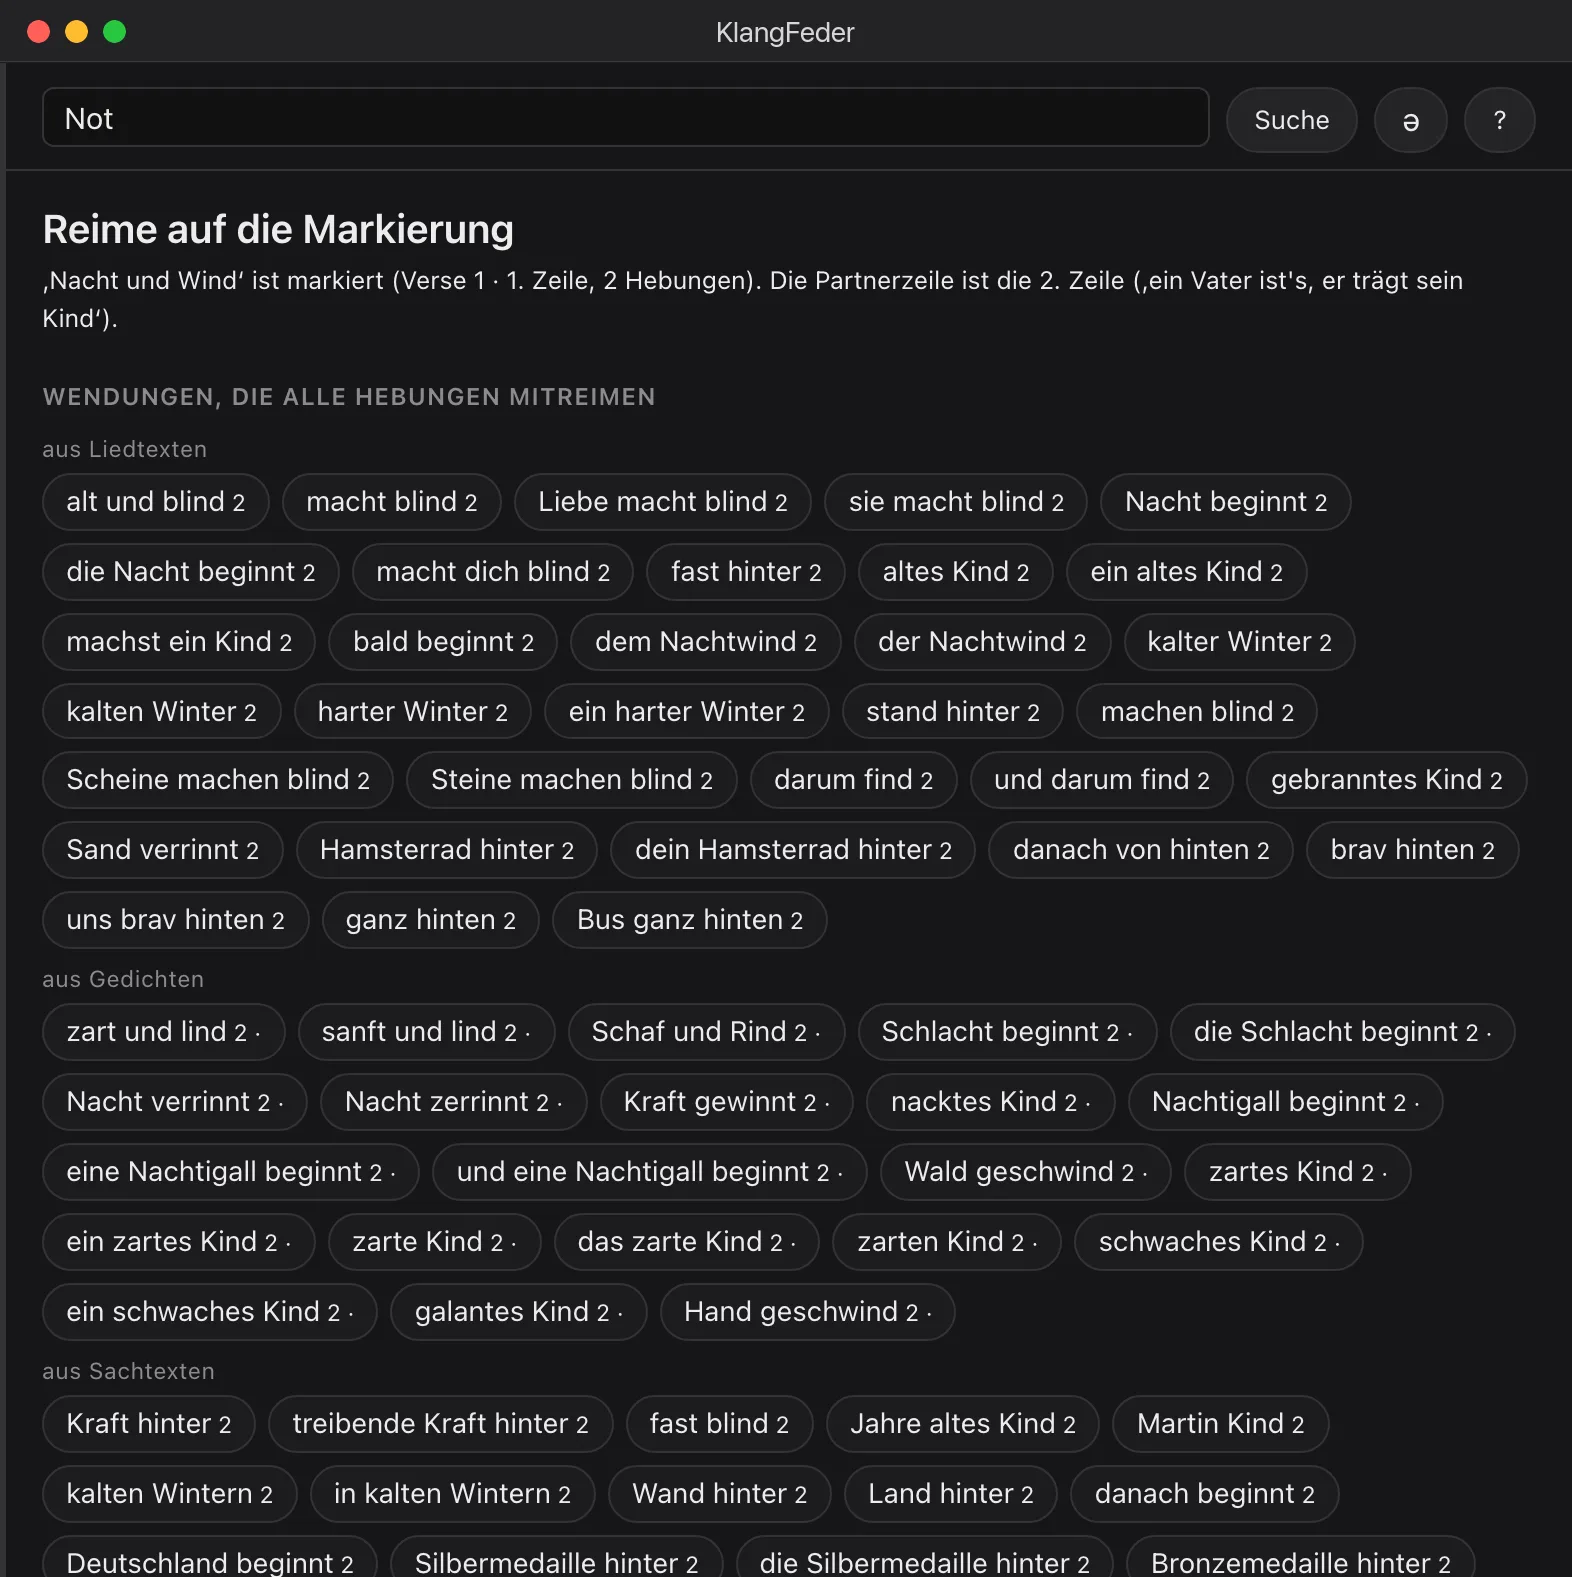 KlangFeder
Not Suche ə ?
Reime auf die Markierung
‚Nacht und Wind‘ ist markiert (Verse 1 · 1. Zeile, 2 Hebungen). Die Partnerzeile ist die 2. Zeile (‚ein Vater ist's, er trägt sein
Kind‘).
WENDUNGEN, DIE ALLE HEBUNGEN MITREIMEN
aus Liedtexten
alt und blind 2 macht blind 2 Liebe macht blind 2 sie macht blind 2 Nacht beginnt 2
die Nacht beginnt 2 macht dich blind 2 fast hinter 2 altes Kind 2 ein altes Kind 2
machst ein Kind 2 bald beginnt 2 dem Nachtwind 2 der Nachtwind 2 kalter Winter 2
kalten Winter 2 harter Winter 2 ein harter Winter 2 stand hinter 2 machen blind 2
Scheine machen blind 2 Steine machen blind 2 darum find 2 und darum find 2 gebranntes Kind 2
Sand verrinnt 2 Hamsterrad hinter 2 dein Hamsterrad hinter 2 danach von hinten 2 brav hinten 2
uns brav hinten 2 ganz hinten 2 Bus ganz hinten 2
aus Gedichten
zart und lind 2 · sanft und lind 2 · Schaf und Rind 2 · Schlacht beginnt 2 · die Schlacht beginnt 2 ·
Nacht verrinnt 2 · Nacht zerrinnt 2 · Kraft gewinnt 2 · nacktes Kind 2 · Nachtigall beginnt 2 ·
eine Nachtigall beginnt 2 · und eine Nachtigall beginnt 2 · Wald geschwind 2 · zartes Kind 2 ·
ein zartes Kind 2 · zarte Kind 2 · das zarte Kind 2 · zarten Kind 2 · schwaches Kind 2 ·
ein schwaches Kind 2 · galantes Kind 2 · Hand geschwind 2 ·
aus Sachtexten
Kraft hinter 2 treibende Kraft hinter 2 fast blind 2 Jahre altes Kind 2 Martin Kind 2
kalten Wintern 2 in kalten Wintern 2 Wand hinter 2 Land hinter 2 danach beginnt 2
Deutschland beginnt 2 Silbermedaille hinter 2 die Silbermedaille hinter 2 Bronzemedaille hinter 2